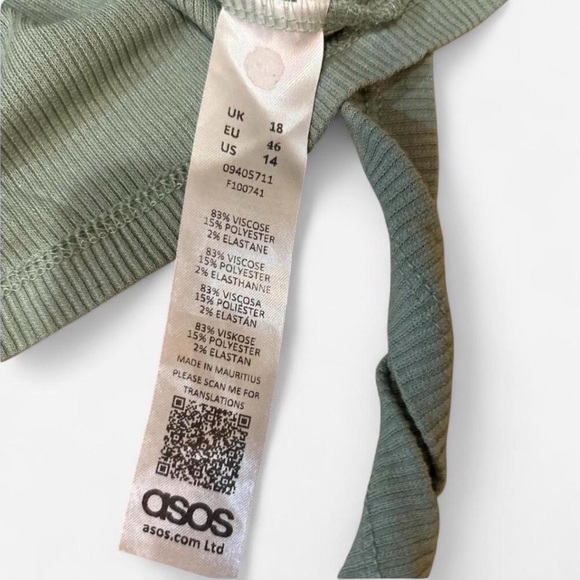 UK 18
EU 46
US 14
09405711
F100741
83% VISCOSE
15% POLYESTER
2% ELASTANE
83% VISCOSE
15% POLYESTER
2% ELASTHANNE
83% VISCOSA
15% POLIÉSTER
2% ELASTÁN
83% VISKOSE
15% POLYESTER
2% ELASTAN
MADE IN MAURITIUS
PLEASE SCAN ME FOR
TRANSLATIONS
asos
asos.com Ltd